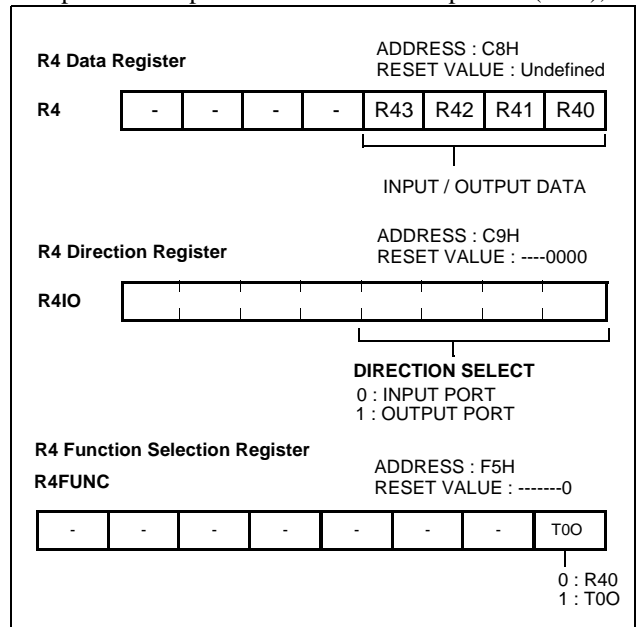 R4 Data Register
ADDRESS : C8H
RESET VALUE : Undefined
R4 - - - - R43 R42 R41 R40
INPUT / OUTPUT DATA
R4 Direction Register
ADDRESS : C9H
RESET VALUE : ----0000
R4IO
DIRECTION SELECT
0 : INPUT PORT
1 : OUTPUT PORT
R4 Function Selection Register
R4FUNC
ADDRESS : F5H
RESET VALUE : -------0
- - - - - - - T0O
0 : R40
1 : T0O